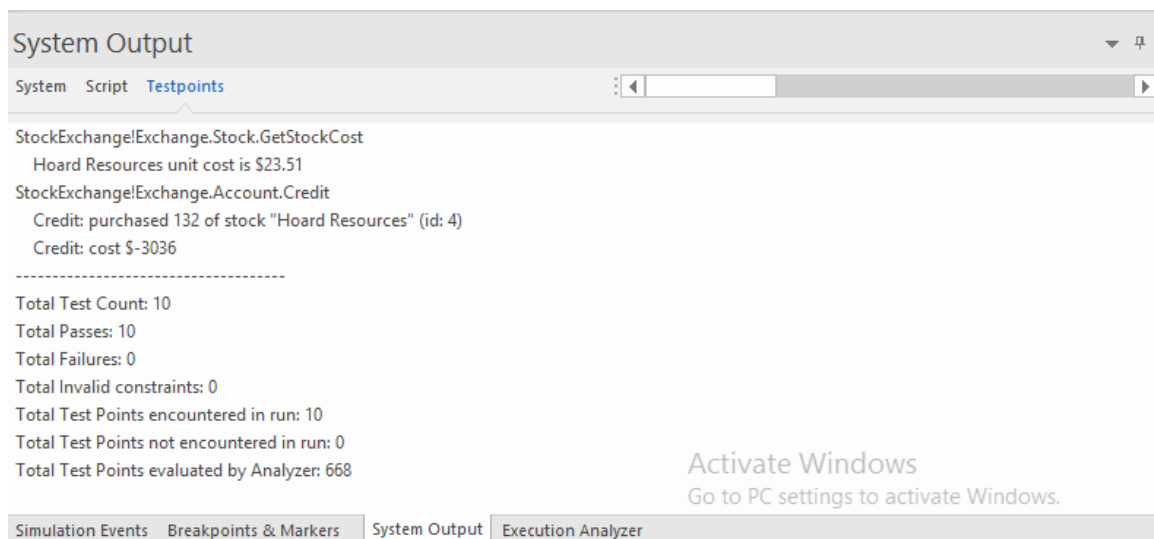 System Output
System Script Testpoints
StockExchange!Exchange.Stock.GetStockCost
Hoard Resources unit cost is $23.51
StockExchange!Exchange.Account.Credit
Credit: purchased 132 of stock "Hoard Resources" (id: 4)
Credit: cost $-3036
------------------------------------
Total Test Count: 10
Total Passes: 10
Total Failures: 0
Total Invalid constraints: 0
Total Test Points encountered in run: 10
Total Test Points not encountered in run: 0
Total Test Points evaluated by Analyzer: 668
Activate Windows
Go to PC settings to activate Windows.
Simulation Events Breakpoints & Markers System Output Execution Analyzer